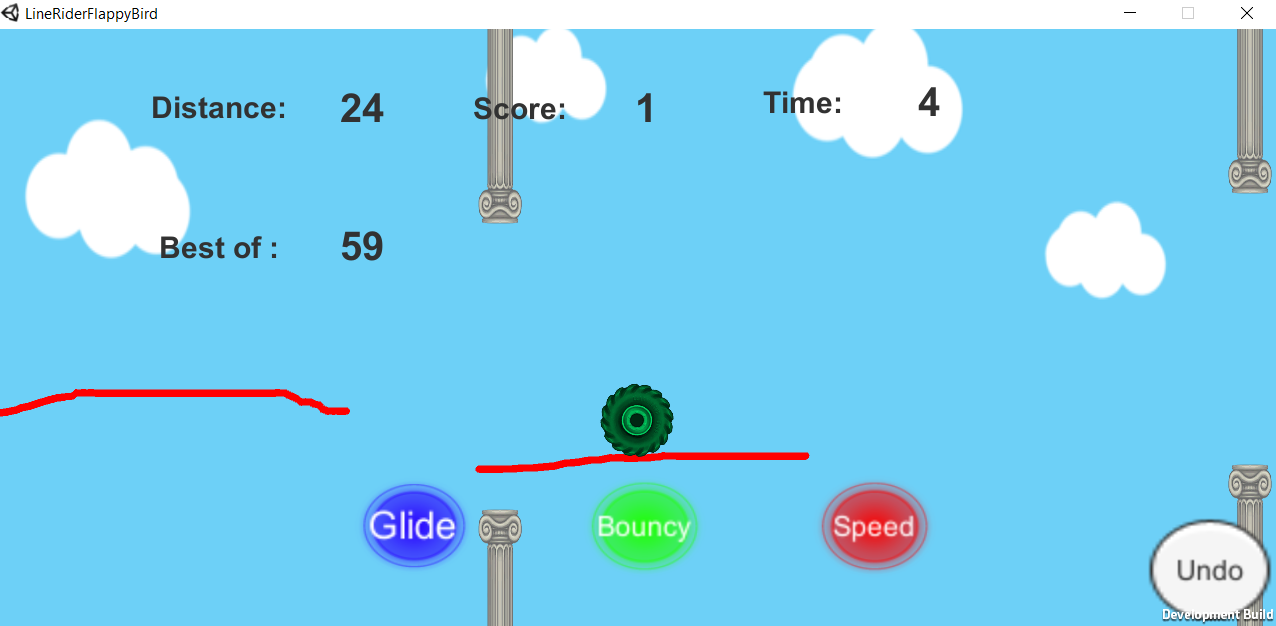 LineRiderFlappyBird
Distance: 24 Score: 1 Time: 4
Best of : 59
Glide Bouncy Speed
Undo
Development Build